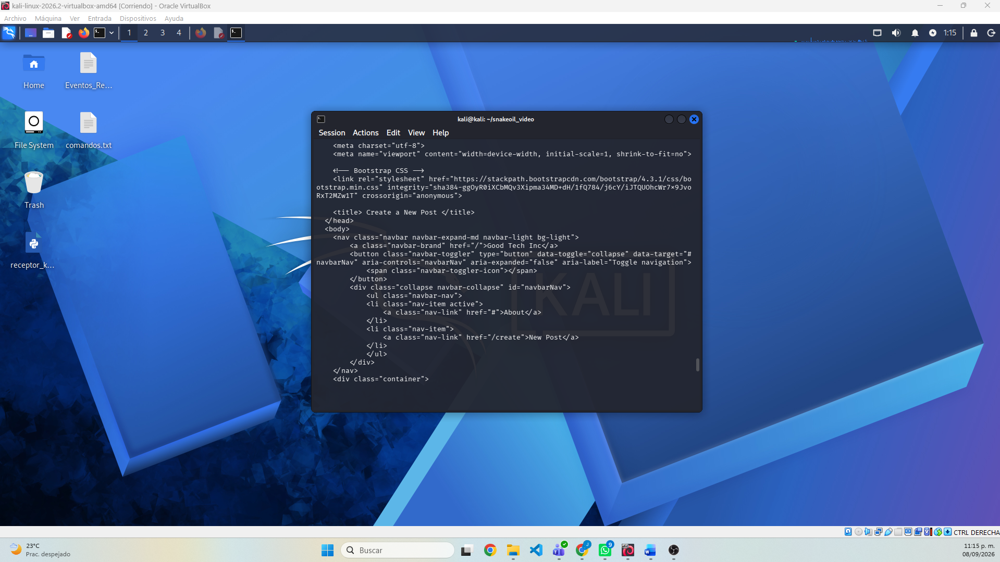 kali-linux-2026.2-virtualbox-amd64 [Corriendo] - Oracle VirtualBox
Archivo Máquina Ver Entrada Dispositivos Ayuda
1 2 3 4 1:15
Home
Eventos_Re...
File System
comandos.txt
Trash
receptor_k...
kali@kali: ~/snakeoil_video
Session Actions Edit View Help
<meta charset="utf-8">
<meta name="viewport" content="width=device-width, initial-scale=1, shrink-to-fit=no">
<!-- Bootstrap CSS -->
<link rel="stylesheet" href="https://stackpath.bootstrapcdn.com/bootstrap/4.3.1/css/bo
otstrap.min.css" integrity="sha384-ggOyR0iXCbMQv3Xipma34MD+dH/1fQ784/j6cY/iJTQUOhcWr7x9Jvo
RxT2MZw1T" crossorigin="anonymous">
<title> Create a New Post </title>
</head>
<body>
<nav class="navbar navbar-expand-md navbar-light bg-light">
<a class="navbar-brand" href="/">Good Tech Inc</a>
<button class="navbar-toggler" type="button" data-toggle="collapse" data-target="#
navbarNav" aria-controls="navbarNav" aria-expanded="false" aria-label="Toggle navigation">
<span class="navbar-toggler-icon"></span>
</button>
<div class="collapse navbar-collapse" id="navbarNav">
<ul class="navbar-nav">
<li class="nav-item active">
<a class="nav-link" href="#">About</a>
</li>
<li class="nav-item">
<a class="nav-link" href="/create">New Post</a>
</li>
</ul>
</div>
</nav>
<div class="container">
KALI
CTRL DERECHA
23°C
Prac. despejado
Buscar
J
9
11:15 p. m.
08/09/2026